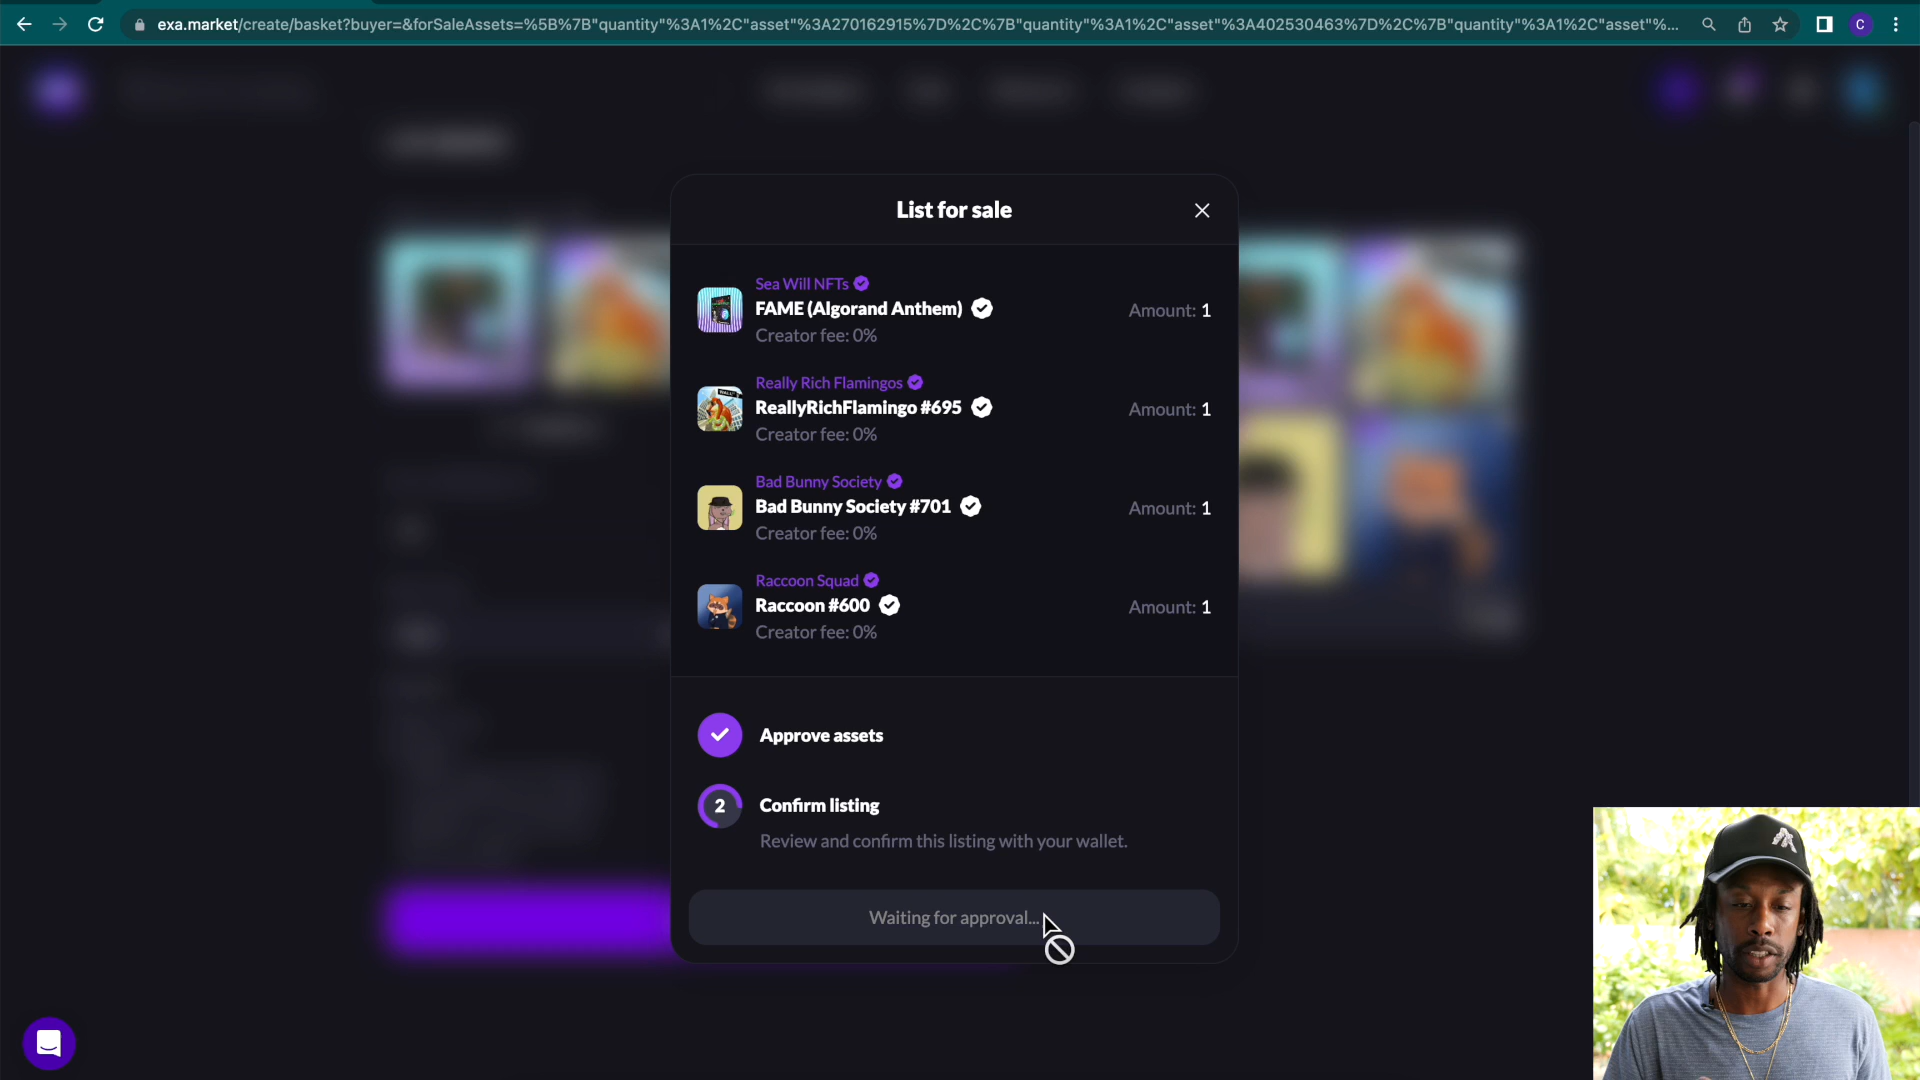 exa.market/create/basket?buyer=&forSaleAssets=%5B%7B"quantity"%3A1%2C"asset"%3A270162915%7D%2C%7B"quantity"%3A1%2C"asset"%3A402530463%7D%2C%7B"quantity"%3A1%2C"asset"%...
C
List for sale
Sea Will NFTs
FAME (Algorand Anthem)
Amount: 1
Creator fee: 0%
Really Rich Flamingos
ReallyRichFlamingo #695
Amount: 1
Creator fee: 0%
Bad Bunny Society
Bad Bunny Society #701
Amount: 1
Creator fee: 0%
Raccoon Squad
Raccoon #600
Amount: 1
Creator fee: 0%
Approve assets
2
Confirm listing
Review and confirm this listing with your wallet.
Waiting for approval...